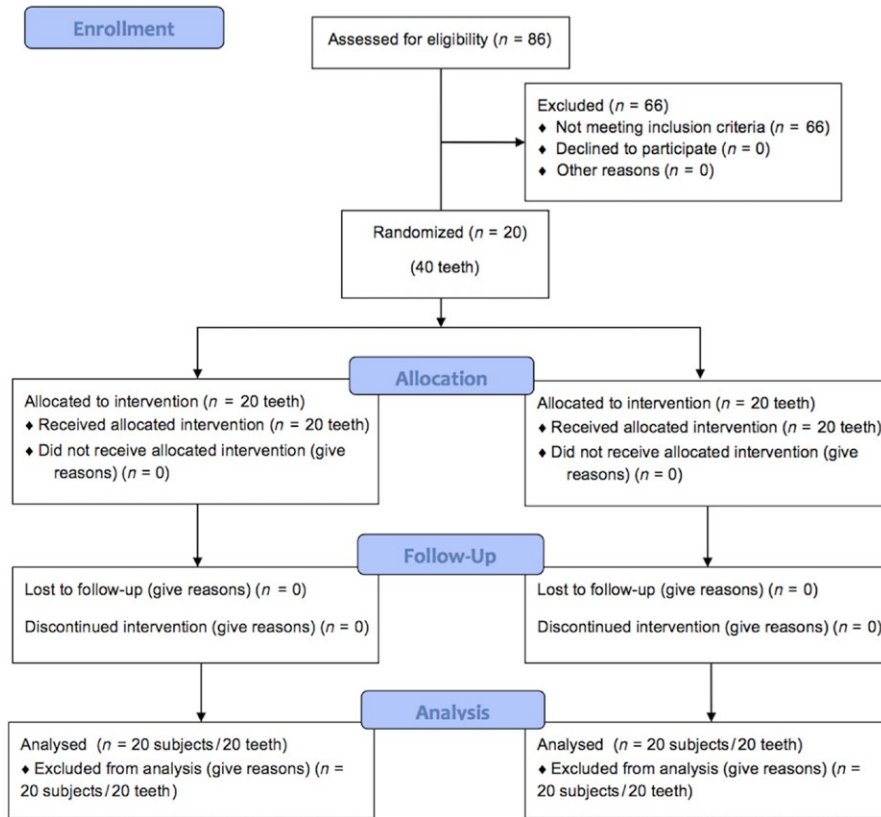 Enrollment
Assessed for eligibility (n = 86)
Excluded (n = 66)
♦ Not meeting inclusion criteria (n = 66)
♦ Declined to participate (n = 0)
♦ Other reasons (n = 0)
Randomized (n = 20)
(40 teeth)
Allocation
Allocated to intervention (n = 20 teeth)
♦ Received allocated intervention (n = 20 teeth)
♦ Did not receive allocated intervention (give
reasons) (n = 0)
Allocated to intervention (n = 20 teeth)
♦ Received allocated intervention (n = 20 teeth)
♦ Did not receive allocated intervention (give
reasons) (n = 0)
Follow-Up
Lost to follow-up (give reasons) (n = 0)
Discontinued intervention (give reasons) (n = 0)
Lost to follow-up (give reasons) (n = 0)
Discontinued intervention (give reasons) (n = 0)
Analysis
Analysed (n = 20 subjects/20 teeth)
♦ Excluded from analysis (give reasons) (n =
20 subjects/20 teeth)
Analysed (n = 20 subjects/20 teeth)
♦ Excluded from analysis (give reasons) (n =
20 subjects/20 teeth)